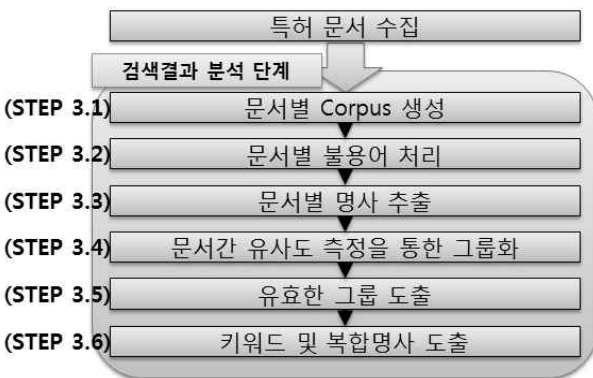 특허 문서 수집
검색결과 분석 단계
(STEP 3.1) 문서별 Corpus 생성
(STEP 3.2) 문서별 불용어 처리
(STEP 3.3) 문서별 명사 추출
(STEP 3.4) 문서간 유사도 측정을 통한 그룹화
(STEP 3.5) 유효한 그룹 도출
(STEP 3.6) 키워드 및 복합명사 도출